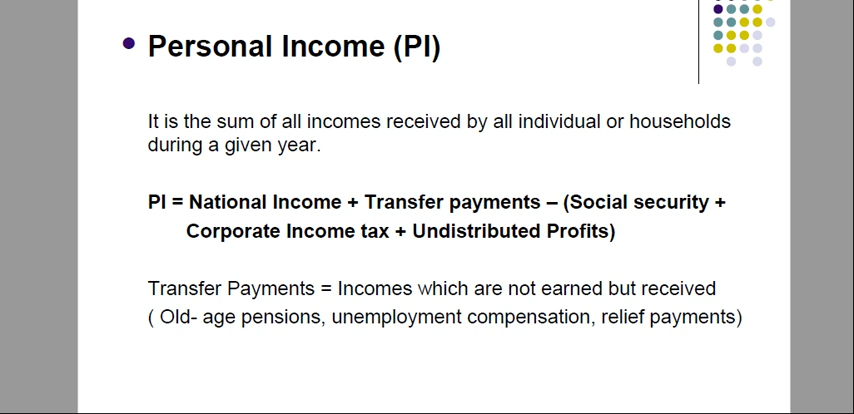 • Personal Income (PI)
It is the sum of all incomes received by all individual or households
during a given year.
PI = National Income + Transfer payments – (Social security +
Corporate Income tax + Undistributed Profits)
Transfer Payments = Incomes which are not earned but received
( Old- age pensions, unemployment compensation, relief payments)